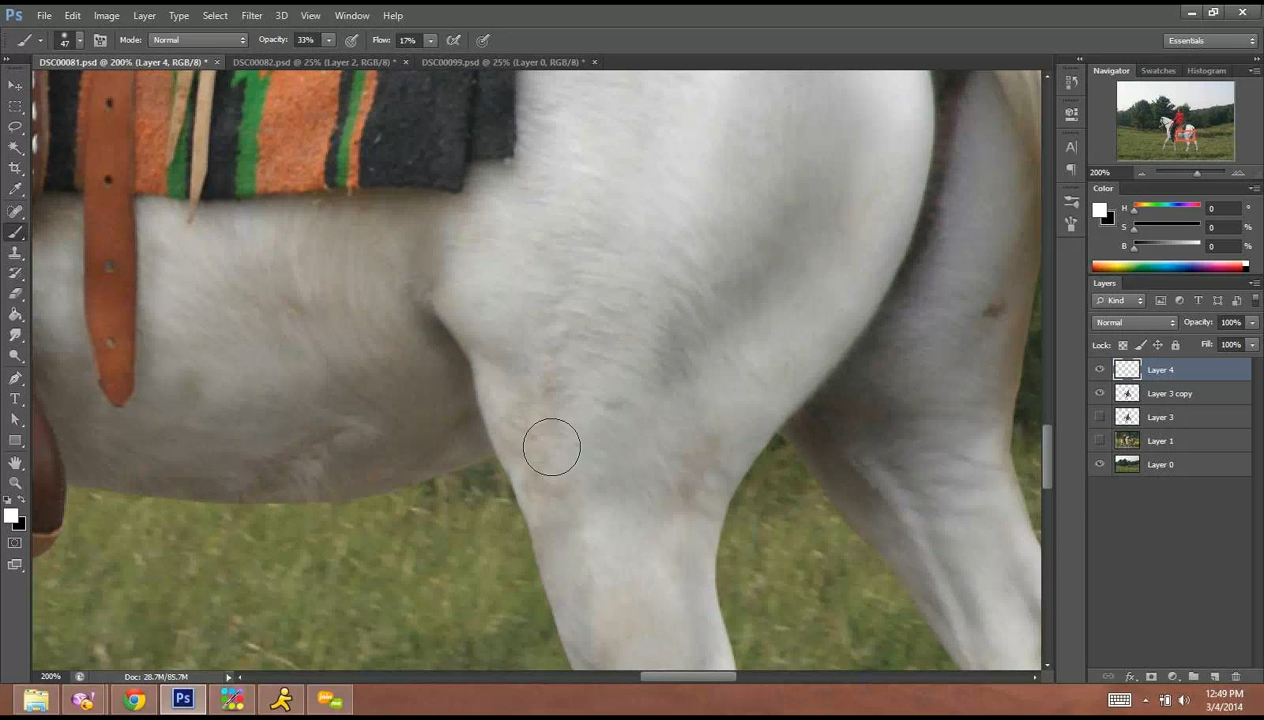 Ps File Edit Image Layer Type Select Filter 3D View Window Help
47 Mode: Normal Opacity: 33% Flow: 17% Essentials
DSC00081.psd @ 200% (Layer 4, RGB/8) * × DSC00082.psd @ 25% (Layer 2, RGB/8) * × DSC00099.psd @ 25% (Layer 0, RGB/8) * ×
Navigator Swatches Histogram
200%
Color
H 0 °
S 0 %
B 0 %
Layers
Kind
Normal Opacity: 100%
Lock: Fill: 100%
Layer 4
Layer 3 copy
Layer 3
Layer 1
Layer 0
200% Doc: 28.7M/85.7M
Ps
12:49 PM
3/4/2014